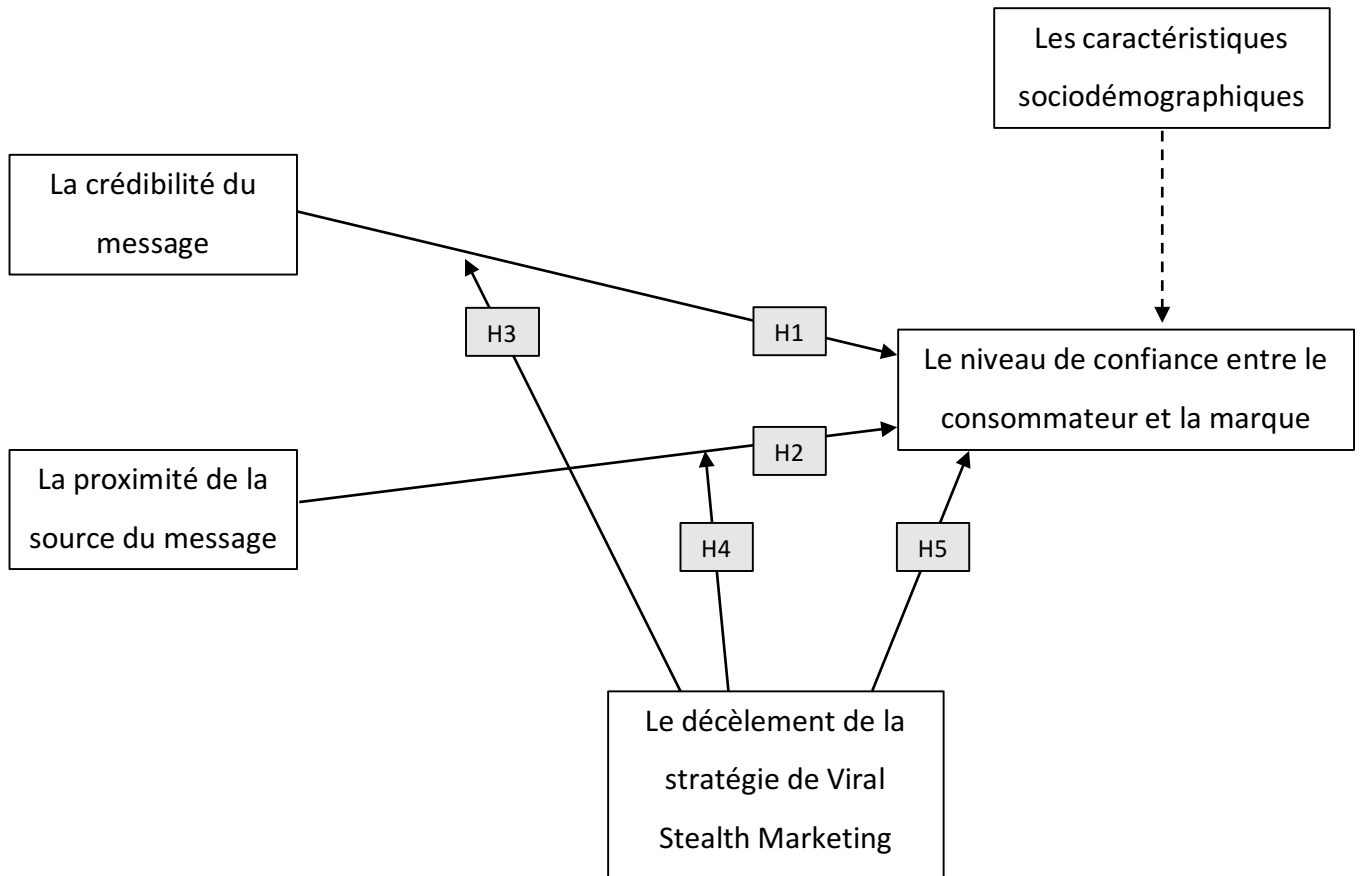 Les caractéristiques
sociodémographiques
La crédibilité du
message
H3
H1
Le niveau de confiance entre le
consommateur et la marque
H2
La proximité de la
source du message
H4
H5
Le décèlement de la
stratégie de Viral
Stealth Marketing